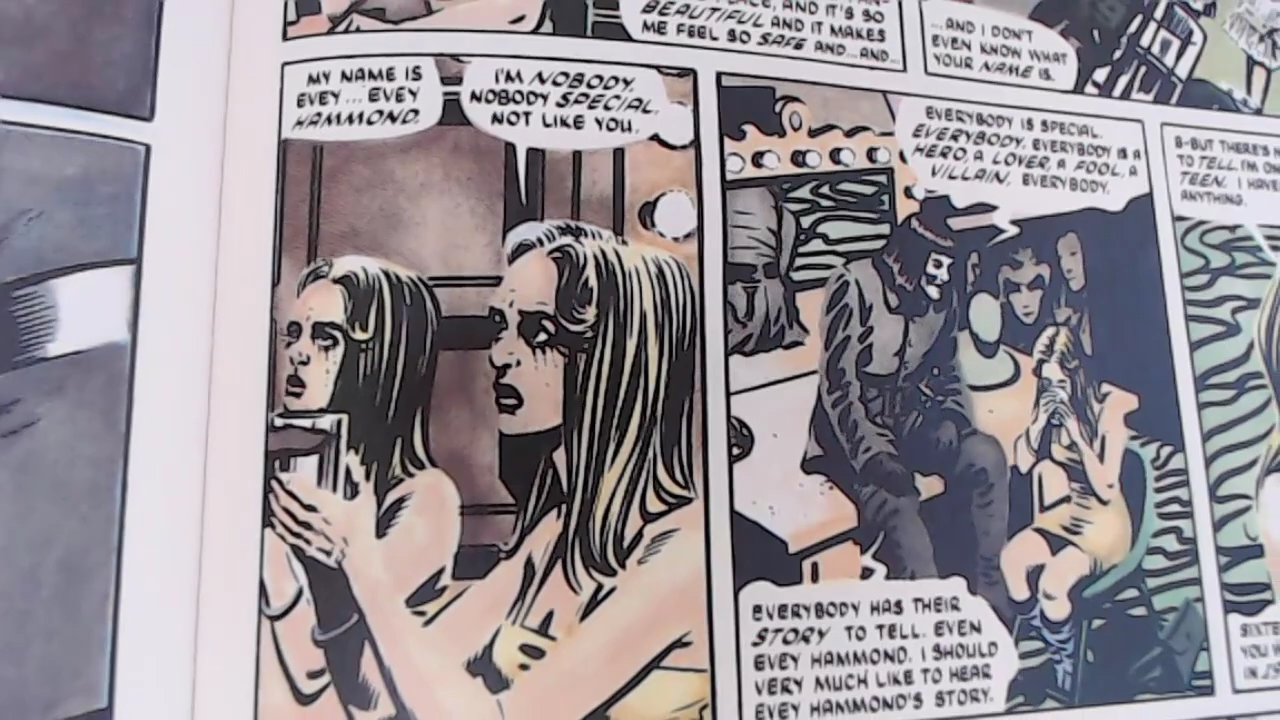 BEAUTIFUL AND IT MAKES
ME FEEL SO SAFE AND...AND...
...AND I DON'T
EVEN KNOW WHAT
YOUR NAME IS.
MY NAME IS
EVEY... EVEY
HAMMOND.
I'M NOBODY.
NOBODY SPECIAL.
NOT LIKE YOU.
EVERYBODY IS SPECIAL.
EVERYBODY. EVERYBODY IS A
HERO, A LOVER, A FOOL, A
VILLAIN. EVERYBODY.
EVERYBODY HAS THEIR
STORY TO TELL. EVEN
EVEY HAMMOND. I SHOULD
VERY MUCH LIKE TO HEAR
EVEY HAMMOND'S STORY.
B-BUT THERE'S
TO TELL. I'M
TEEN. I HAVE
ANYTHING.